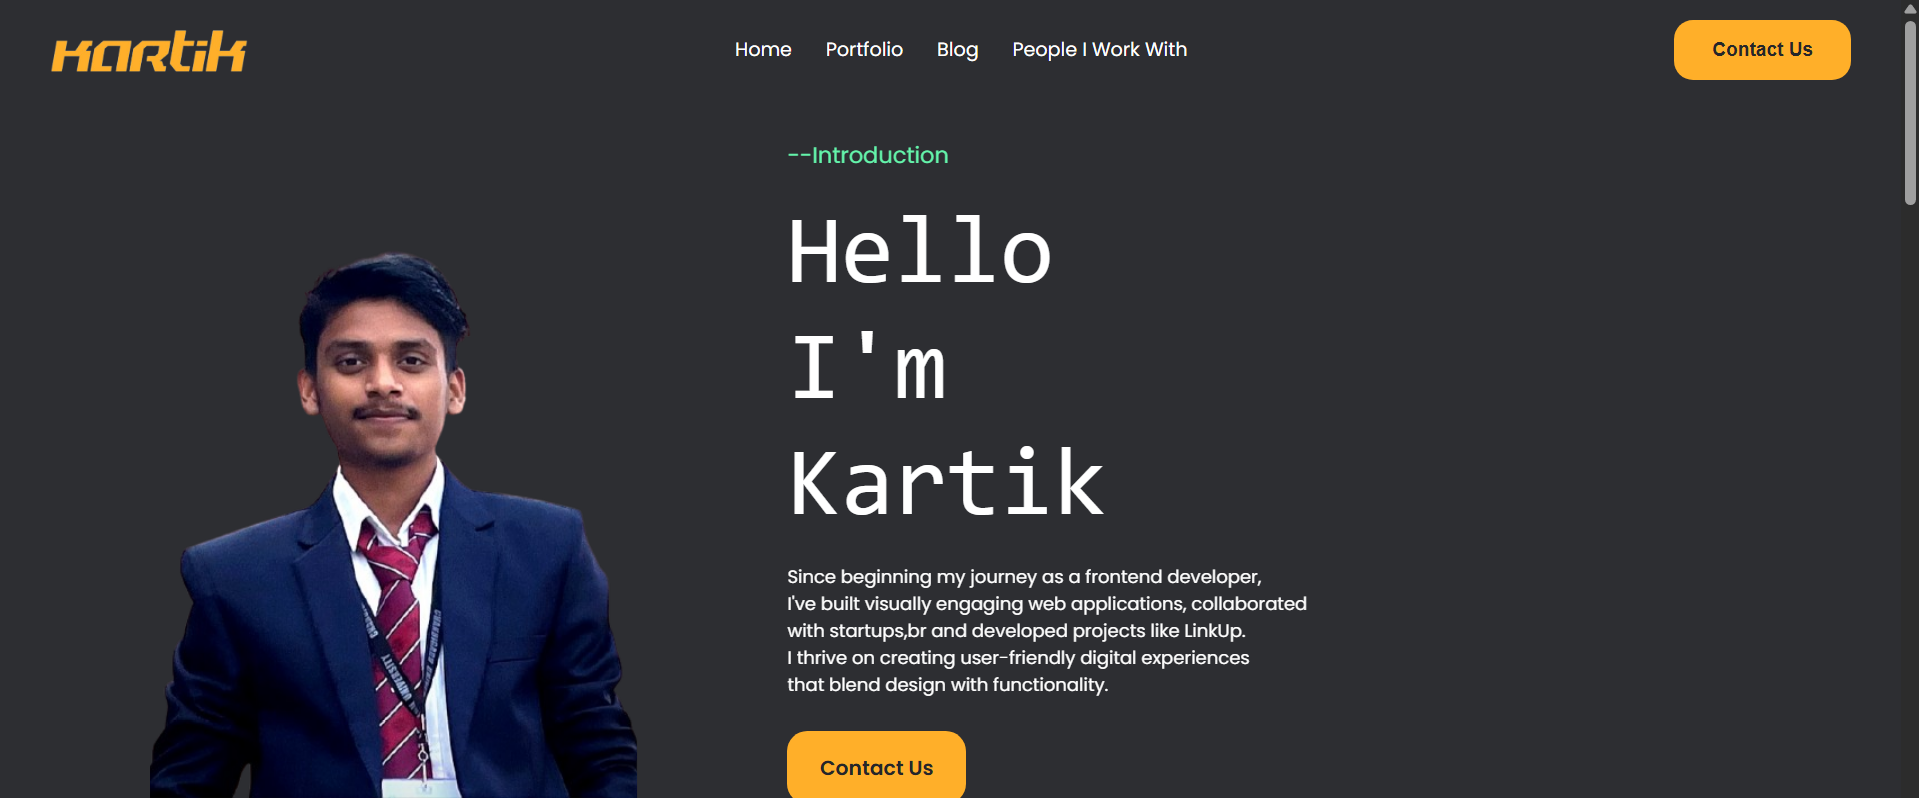 Kartik
Home Portfolio Blog People I Work With
Contact Us
--Introduction
Hello
I'm
Kartik
Since beginning my journey as a frontend developer,
I've built visually engaging web applications, collaborated
with startups,br and developed projects like LinkUp.
I thrive on creating user-friendly digital experiences
that blend design with functionality.
Contact Us
UNIVERSITY